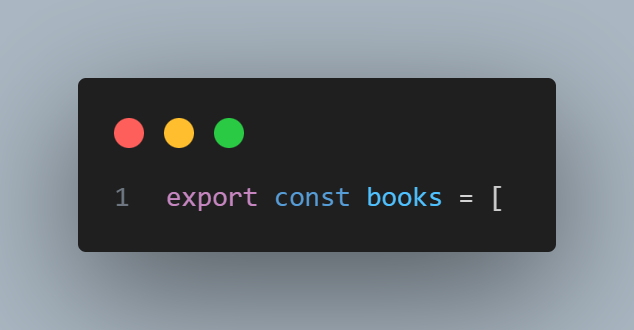 1 export const books = [